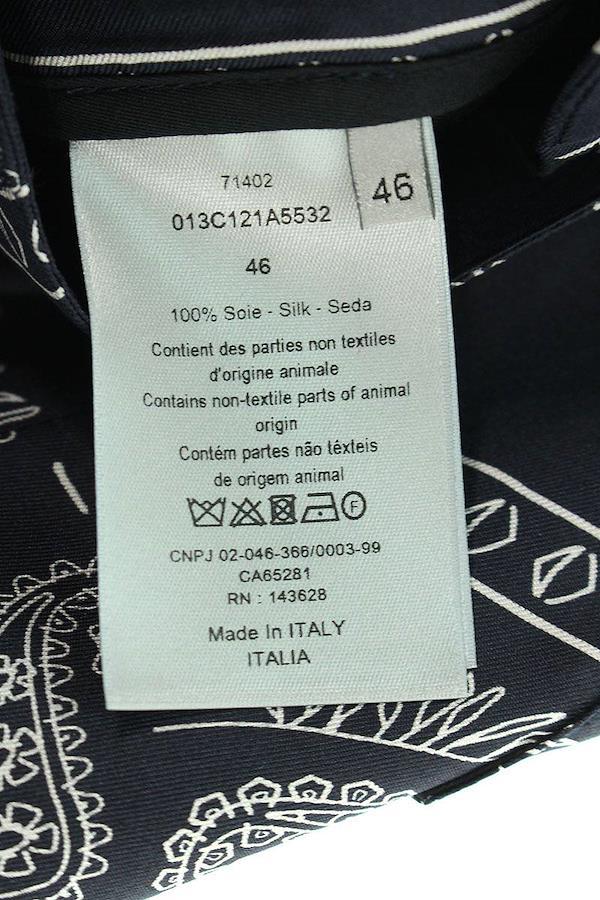 71402
46
013C121A5532
46
100% Soie - Silk - Seda
Contient des parties non textiles
d'origine animale
Contains non-textile parts of animal
origin
Contém partes não têxteis
de origem animal
F
CNPJ 02-046-366/0003-99
CA65281
RN : 143628
Made In ITALY
ITALIA